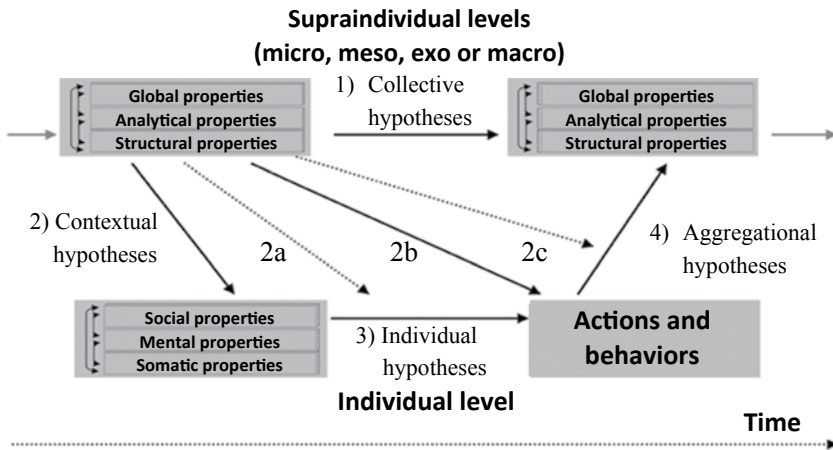 Supraindividual levels
(micro, meso, exo or macro)
Global properties
Analytical properties
Structural properties
1) Collective
hypotheses
Global properties
Analytical properties
Structural properties
2) Contextual
hypotheses
2a
2b
2c
4) Aggregational
hypotheses
Social properties
Mental properties
Somatic properties
3) Individual
hypotheses
Actions and
behaviors
Individual level
Time